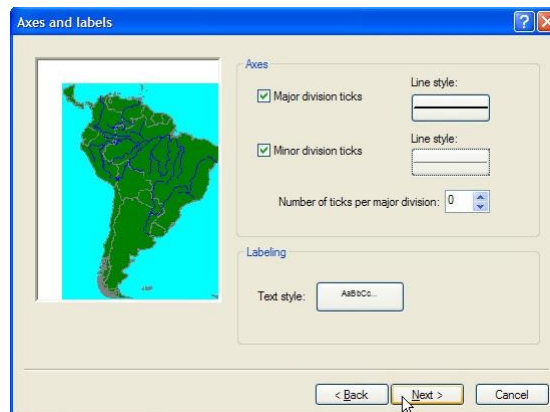 Axes and labels
Axes
Major division ticks
Line style:
Minor division ticks
Line style:
Number of ticks per major division: 0
Labeling
Text style: AaBbCc...
< Back
Next >
Cancel